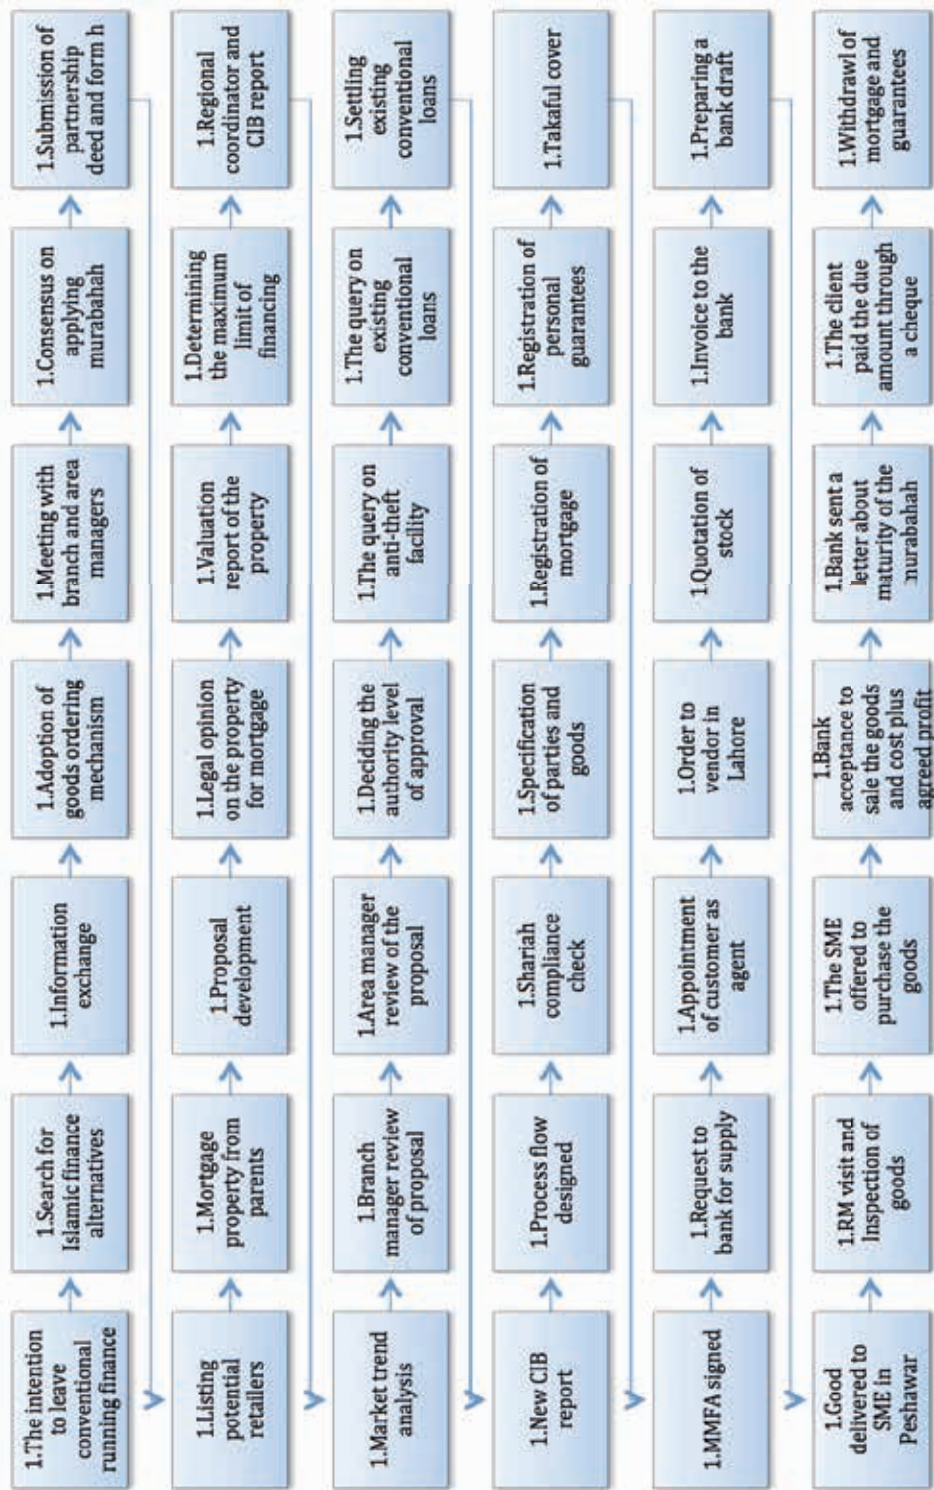 1.The intention
to leave
conventional
running finance
1.Search for
Islamic finance
alternatives
1.Information
exchange
1.Adoption of
goods ordering
mechanism
1.Meeting with
branch and area
managers
1.Consensus on
applying
murabahah
1.Submission of
partnership
deed and form h
1.Listing
potential
retallers
1.Mortgage
property from
parents
1.Proposal
development
1.Legal opinion
on the property
for mortgage
1.Valuation
report of the
property
1.Determining
the maximum
limit of
financing
1.Regional
coordinator and
CIB report
1.Market trend
analysis
1.Branch
manager review
of proposal
1.Area manager
review of the
proposal
1.Deciding the
authority level
of approval
1.The query on
anti-theft
facility
1.The query on
existing
conventional
loans
1.Settling
existing
conventional
loans
1.New CIB
report
1.Process flow
designed
1.Shariah
compliance
check
1.Specification
of parties and
goods
1.Registration of
mortgage
1.Registration of
personal
guarantees
1.Takaful cover
1.MMFA signed
1.Request to
bank for supply
1.Appointment
of customer as
agent
1.Order to
vendor in
Lahore
1.Quotation of
stock
1.Invoice to the
bank
1.Preparing a
bank draft
1.Good
delivered to
SME in
Peshawar
1.RM visit and
Inspection of
goods
1.The SME
offered to
purchase the
goods
1.Bank
acceptance to
sale the goods
and cost plus
agreed profit
1.Bank sent a
letter about
maturity of the
murabahah
1.The client
paid the due
amount through
a cheque
1.Withdrawl of
mortgage and
guarantees